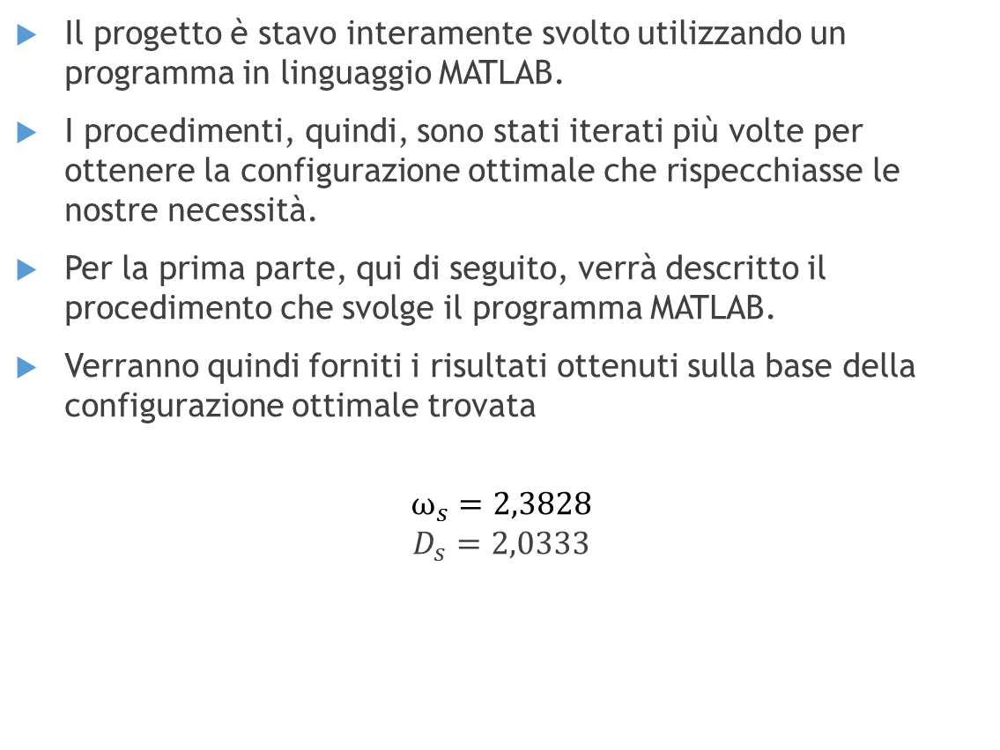 Il progetto è stavo interamente svolto utilizzando un
programma in linguaggio MATLAB.
I procedimenti, quindi, sono stati iterati più volte per
ottenere la configurazione ottimale che rispecchiasse le
nostre necessità.
Per la prima parte, qui di seguito, verrà descritto il
procedimento che svolge il programma MATLAB.
Verranno quindi forniti i risultati ottenuti sulla base della
configurazione ottimale trovata
ωₛ = 2,3828
Dₛ = 2,0333